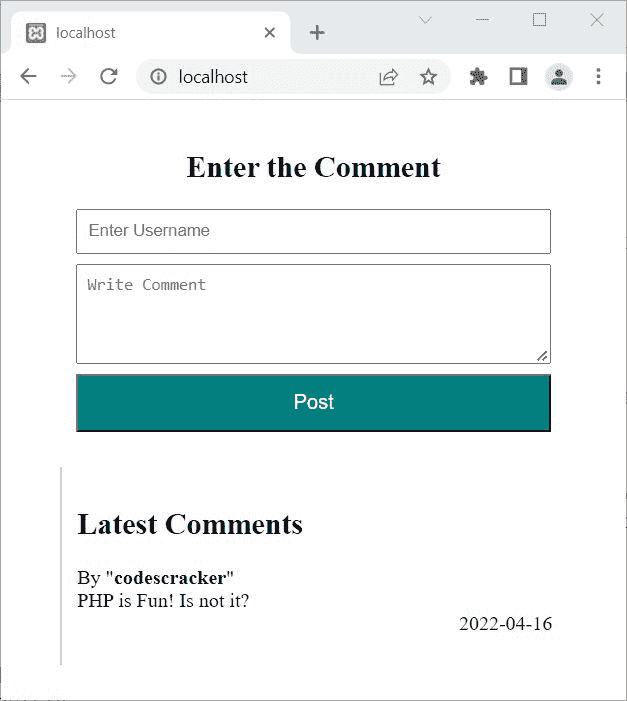 localhost
localhost
Enter the Comment
Enter Username
Write Comment
Post
Latest Comments
By "codescracker"
PHP is Fun! Is not it?
2022-04-16